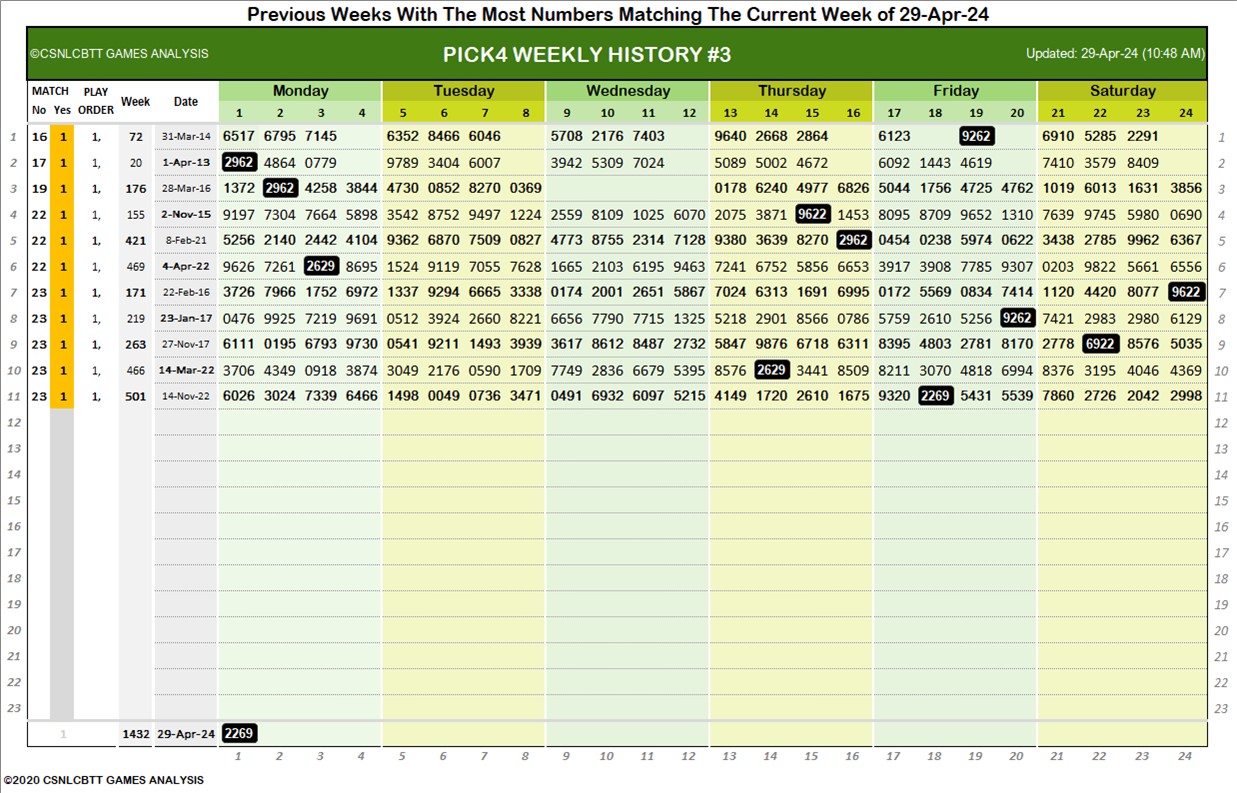 Previous Weeks With The Most Numbers Matching The Current Week of 29-Apr-24
©CSNLCBTT GAMES ANALYSIS PICK4 WEEKLY HISTORY #3 Updated: 29-Apr-24 (10:48 AM)
MATCH PLAY Week Date Monday Tuesday Wednesday Thursday Friday Saturday
No Yes ORDER 1 2 3 4 5 6 7 8 9 10 11 12 13 14 15 16 17 18 19 20 21 22 23 24
1 16 1 1, 72 31-Mar-14 6517 6795 7145 6352 8466 6046 5708 2176 7403 9640 2668 2864 6123 9262 6910 5285 2291 1
2 17 1 1, 20 1-Apr-13 2962 4864 0779 9789 3404 6007 3942 5309 7024 5089 5002 4672 6092 1443 4619 7410 3579 8409 2
3 19 1 1, 176 28-Mar-16 1372 2962 4258 3844 4730 0852 8270 0369 0178 6240 4977 6826 5044 1756 4725 4762 1019 6013 1631 3856 3
4 22 1 1, 155 2-Nov-15 9197 7304 7664 5898 3542 8752 9497 1224 2559 8109 1025 6070 2075 3871 9622 1453 8095 8709 9652 1310 7639 9745 5980 0690 4
5 22 1 1, 421 8-Feb-21 5256 2140 2442 4104 9362 6870 7509 0827 4773 8755 2314 7128 9380 3639 8270 2962 0454 0238 5974 0622 3438 2785 9962 6367 5
6 22 1 1, 469 4-Apr-22 9626 7261 2629 8695 1524 9119 7055 7628 1665 2103 6195 9463 7241 6752 5856 6653 3917 3908 7785 9307 0203 9822 5661 6556 6
7 23 1 1, 171 22-Feb-16 3726 7966 1752 6972 1337 9294 6665 3338 0174 2001 2651 5867 7024 6313 1691 6995 0172 5569 0834 7414 1120 4420 8077 9622 7
8 23 1 1, 219 23-Jan-17 0476 9925 7219 9691 0512 3924 2660 8221 6656 7790 7715 1325 5218 2901 8566 0786 5759 2610 5256 9262 7421 2983 2980 6129 8
9 23 1 1, 263 27-Nov-17 6111 0195 6793 9730 0541 9211 1493 3939 3617 8612 8487 2732 5847 9876 6718 6311 8395 4803 2781 8170 2778 6922 8576 5035 9
10 23 1 1, 466 14-Mar-22 3706 4349 0918 3874 3049 2176 0590 1709 7749 2836 6679 5395 8576 2629 3441 8509 8211 3070 4818 6994 8376 3195 4046 4369 10
11 23 1 1, 501 14-Nov-22 6026 3024 7339 6466 1498 0049 0736 3471 0491 6932 6097 5215 4149 1720 2610 1675 9320 2269 5431 5539 7860 2726 2042 2998 11
12 12
13 13
14 14
15 15
16 16
17 17
18 18
19 19
20 20
21 21
22 22
23 23
1 1432 29-Apr-24 2269
1 2 3 4 5 6 7 8 9 10 11 12 13 14 15 16 17 18 19 20 21 22 23 24
©2020 CSNLCBTT GAMES ANALYSIS